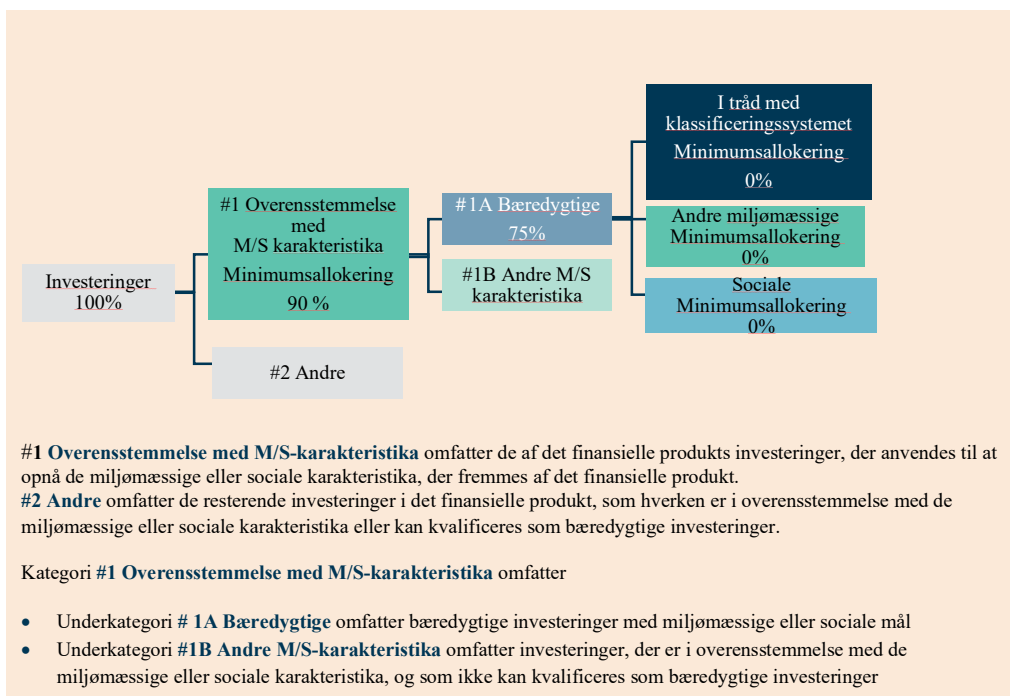 Investeringer
100%
#1 Overensstemmelse
med
M/S karakteristika
Minimumsallokering
90 %
#2 Andre
#1A Bæredygtige
75%
#1B Andre M/S
karakteristika
I tråd med
klassificeringssystemet
Minimumsallokering
0%
Andre miljømæssige
Minimumsallokering
0%
Sociale
Minimumsallokering
0%
#1 Overensstemmelse med M/S-karakteristika omfatter de af det finansielle produkts investeringer, der anvendes til at
opnå de miljømæssige eller sociale karakteristika, der fremmes af det finansielle produkt.
#2 Andre omfatter de resterende investeringer i det finansielle produkt, som hverken er i overensstemmelse med de
miljømæssige eller sociale karakteristika eller kan kvalificeres som bæredygtige investeringer.
Kategori #1 Overensstemmelse med M/S-karakteristika omfatter
• Underkategori # 1A Bæredygtige omfatter bæredygtige investeringer med miljømæssige eller sociale mål
• Underkategori #1B Andre M/S-karakteristika omfatter investeringer, der er i overensstemmelse med de
miljømæssige eller sociale karakteristika, og som ikke kan kvalificeres som bæredygtige investeringer